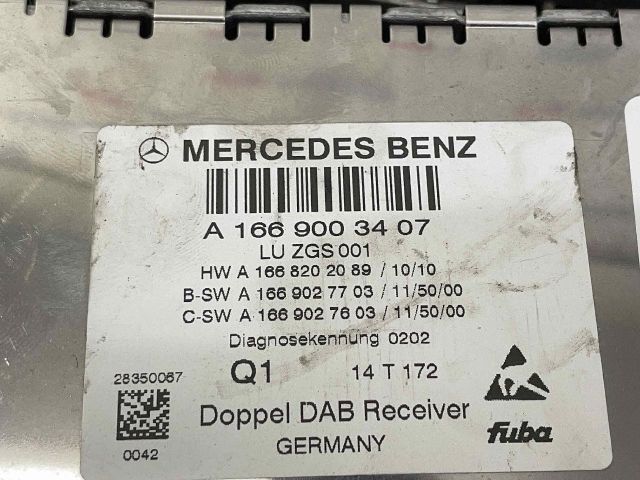 MERCEDES BENZ
A 166 900 34 07
LU ZGS 001
HW A 166 820 20 89 / 10/10
B-SW A 166 902 77 03 / 11/50/00
C-SW A 166 902 76 03 / 11/50/00
Diagnosekennung 0202
Q1 14 T 172
28350067
0042
Doppel DAB Receiver
GERMANY
fuba